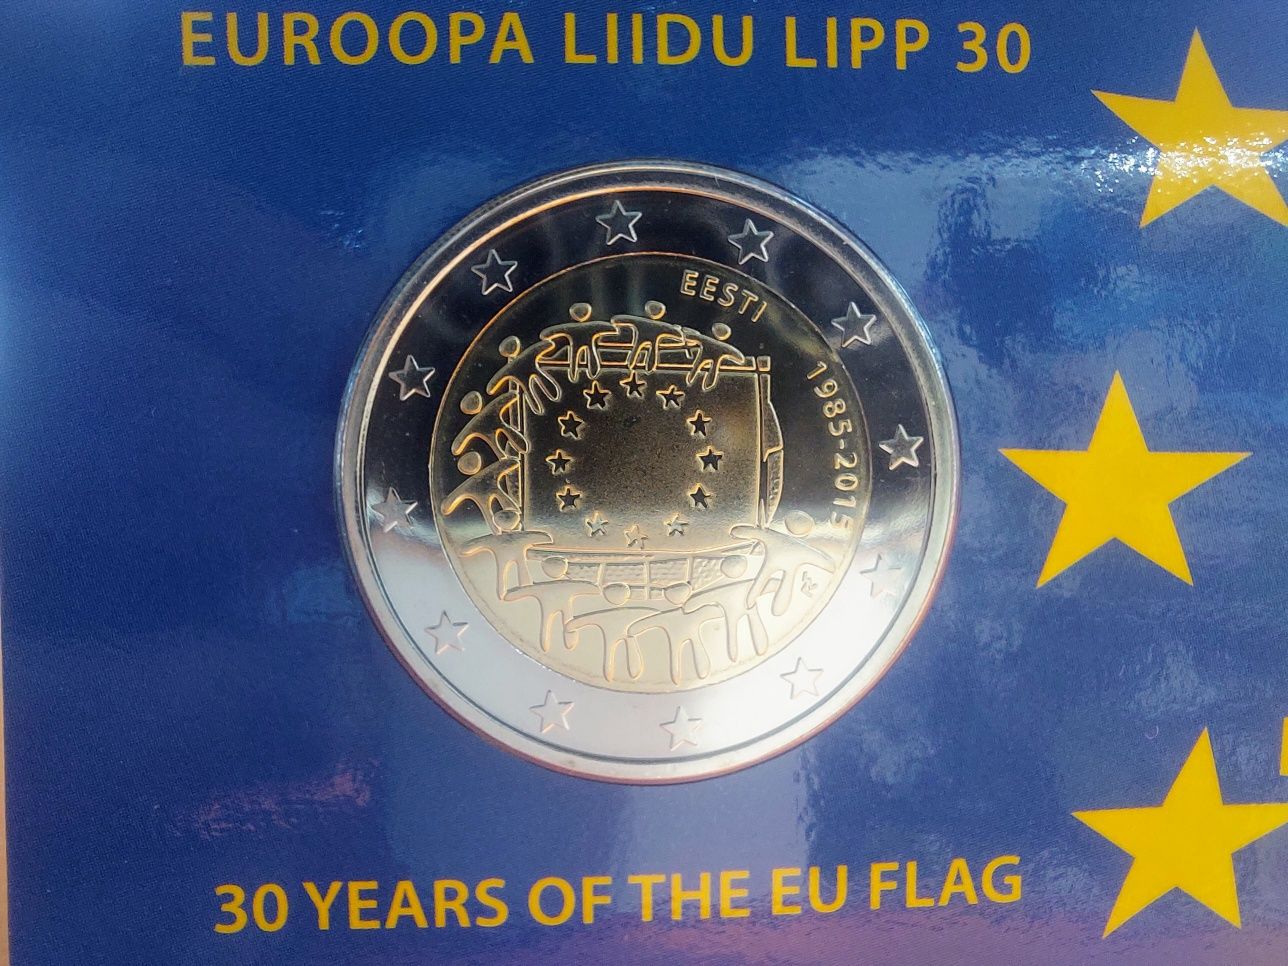 EUROOPA LIIDU LIPP 30
EESTI
1985-2015
30 YEARS OF THE EU FLAG